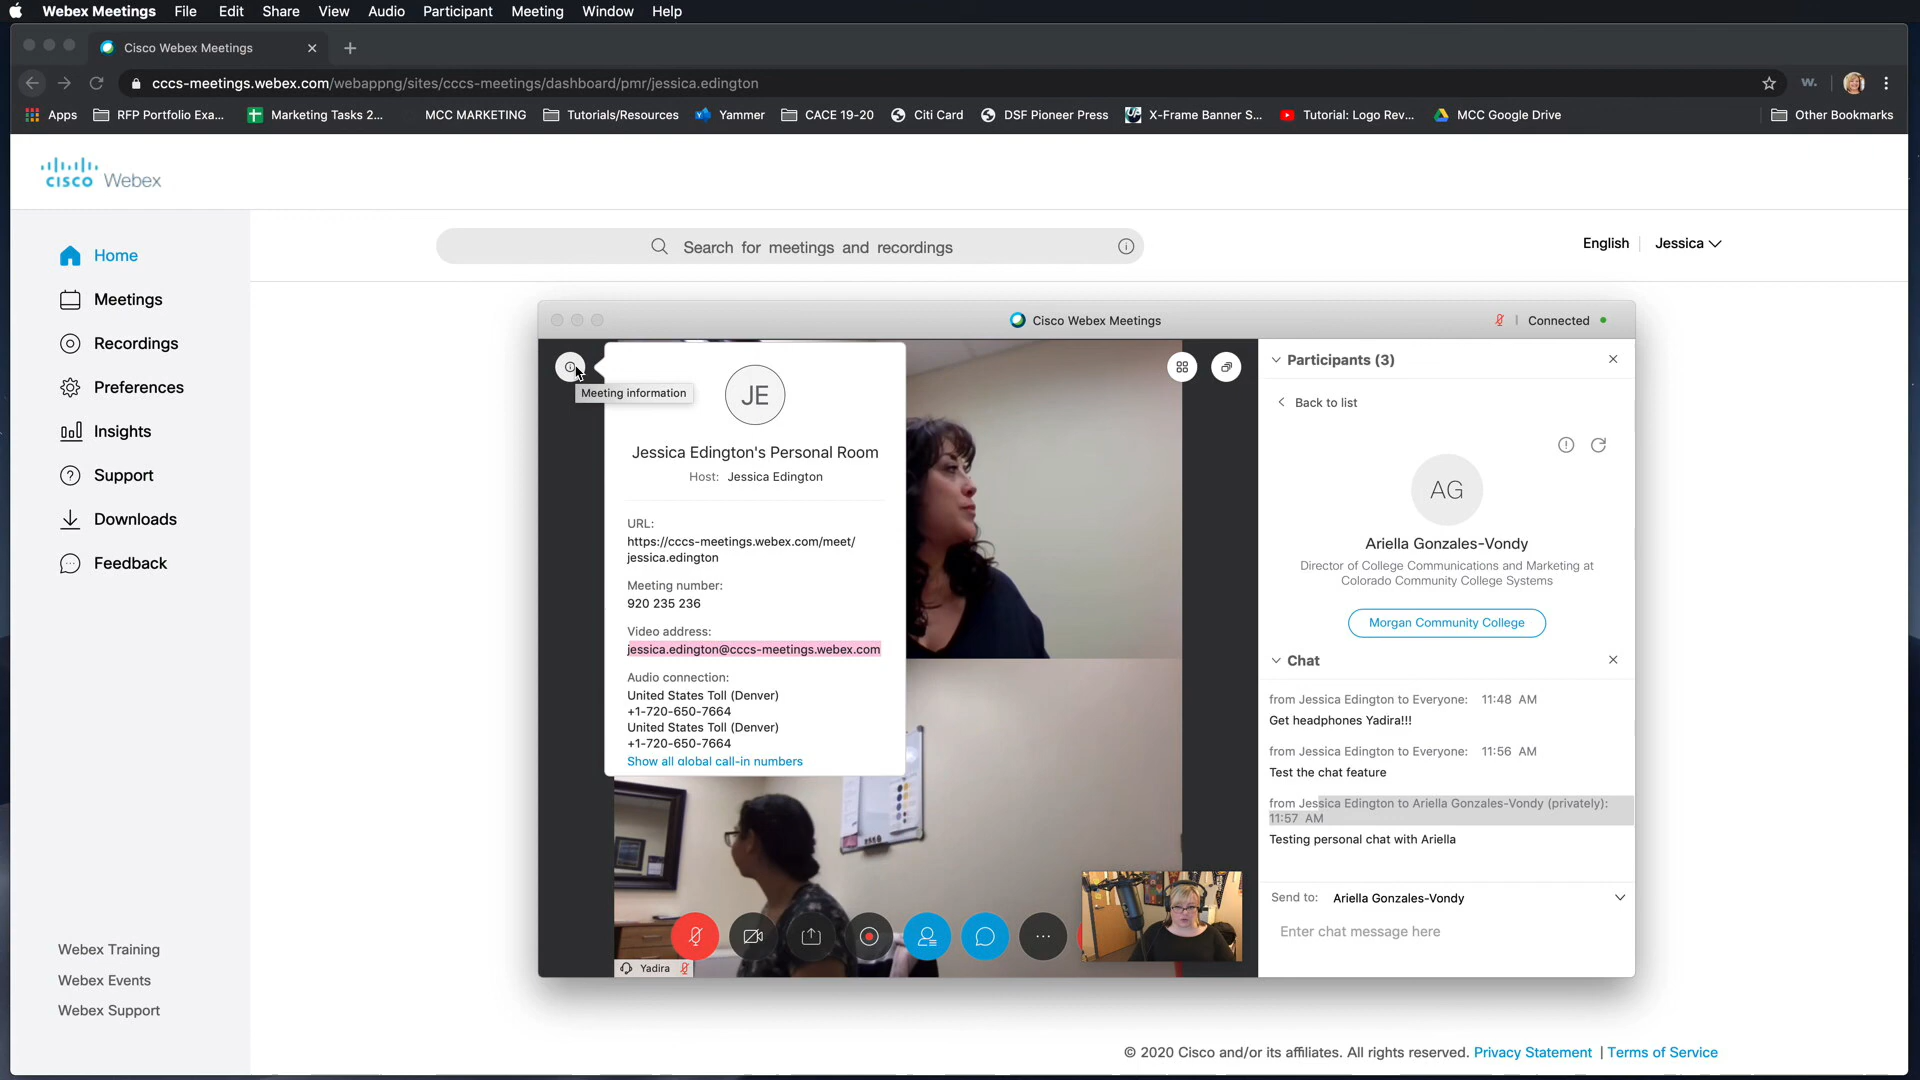 Webex Meetings File Edit Share View Audio Participant Meeting Window Help
Cisco Webex Meetings
cccs-meetings.webex.com/webappng/sites/cccs-meetings/dashboard/pmr/jessica.edington
W.
Apps RFP Portfolio Exa... Marketing Tasks 2... MCC MARKETING Tutorials/Resources Yammer CACE 19-20 Citi Card DSF Pioneer Press X-Frame Banner S... Tutorial: Logo Rev... MCC Google Drive Other Bookmarks
CISCO Webex
Search for meetings and recordings
English Jessica
Home
Meetings
Recordings
Preferences
Insights
Support
Downloads
Feedback
Webex Training
Webex Events
Webex Support
Cisco Webex Meetings
Connected
Meeting information
JE
Jessica Edington's Personal Room
Host: Jessica Edington
URL:
https://cccs-meetings.webex.com/meet/
jessica.edington
Meeting number:
920 235 236
Video address:
jessica.edington@cccs-meetings.webex.com
Audio connection:
United States Toll (Denver)
+1-720-650-7664
United States Toll (Denver)
+1-720-650-7664
Show all global call-in numbers
Yadira
Participants (3)
Back to list
AG
Ariella Gonzales-Vondy
Director of College Communications and Marketing at
Colorado Community College Systems
Morgan Community College
Chat
from Jessica Edington to Everyone: 11:48 AM
Get headphones Yadira!!!
from Jessica Edington to Everyone: 11:56 AM
Test the chat feature
from Jessica Edington to Ariella Gonzales-Vondy (privately):
11:57 AM
Testing personal chat with Ariella
Send to: Ariella Gonzales-Vondy
Enter chat message here
© 2020 Cisco and/or its affiliates. All rights reserved. Privacy Statement | Terms of Service